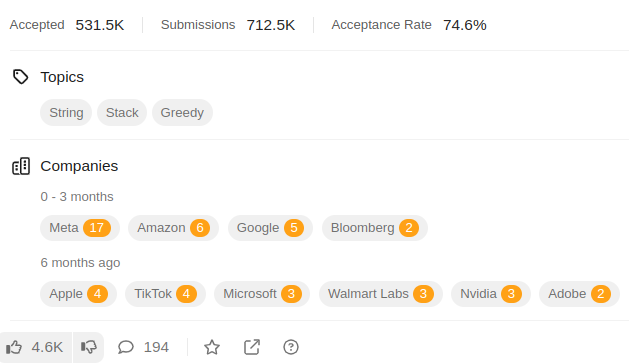 Accepted 531.5K Submissions 712.5K Acceptance Rate 74.6%
Topics
String Stack Greedy
Companies
0 - 3 months
Meta 17 Amazon 6 Google 5 Bloomberg 2
6 months ago
Apple 4 TikTok 4 Microsoft 3 Walmart Labs 3 Nvidia 3 Adobe 2
4.6K 194